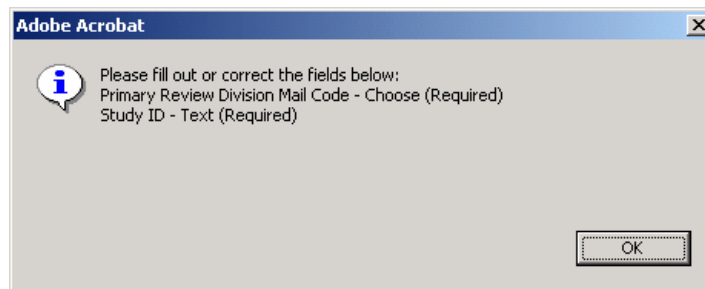 Adobe Acrobat
Please fill out or correct the fields below:
Primary Review Division Mail Code - Choose (Required)
Study ID - Text (Required)
OK